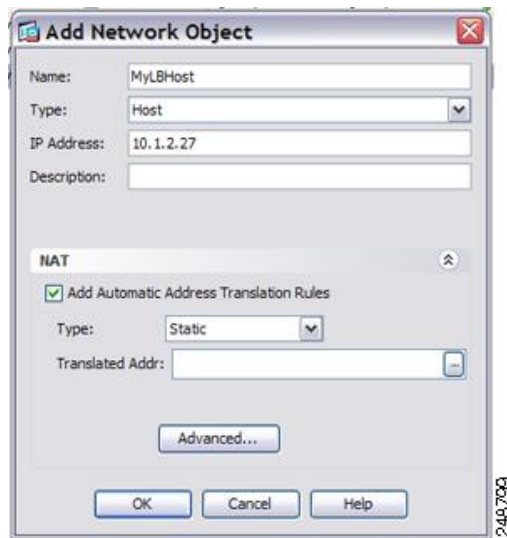 Add Network Object
Name: MyLBHost
Type: Host
IP Address: 10.1.2.27
Description:
NAT
Add Automatic Address Translation Rules
Type: Static
Translated Addr: ...
Advanced...
OK Cancel Help
248799